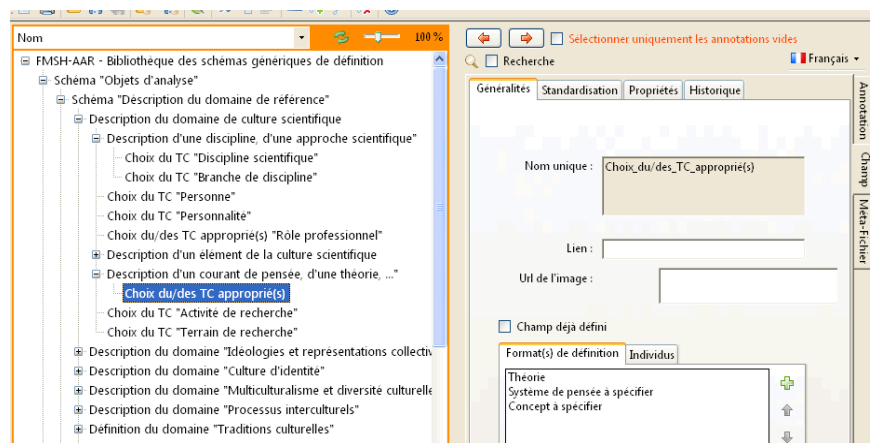 Nom
100 %
FMSH-AAR - Bibliothèque des schémas génériques de définition
Schéma "Objets d'analyse"
Schéma "Déscription du domaine de référence"
Description du domaine de culture scientifique
Description d'une discipline, d'une approche scientifique"
Choix du TC "Discipline scientifique"
Choix du TC "Branche de discipline"
Choix du TC "Personne"
Choix du TC "Personnalité"
Choix du/des TC approprié(s) "Rôle professionnel"
Description d'un élément de la culture scientifique
Description d'un courant de pensée, d'une théorie, ..."
Choix du/des TC approprié(s)
Choix du TC "Activité de recherche"
Choix du TC "Terrain de recherche"
Description du domaine "Idéologies et représentations collectiv
Description du domaine "Culture d'identité"
Description du domaine "Multiculturalisme et diversité culturelle
Description du domaine "Processus interculturels"
Définition du domaine "Traditions culturelles"
Sélectionner uniquement les annotations vides
Recherche
Français
Généralités Standardisation Propriétés Historique
Nom unique :
Choix_du/des_TC_approprié(s)
Lien :
Url de l'image :
Champ déjà défini
Format(s) de définition Individus
Théorie
Système de pensée à spécifier
Concept à spécifier
Annotation
Champ
Méta-Fichier